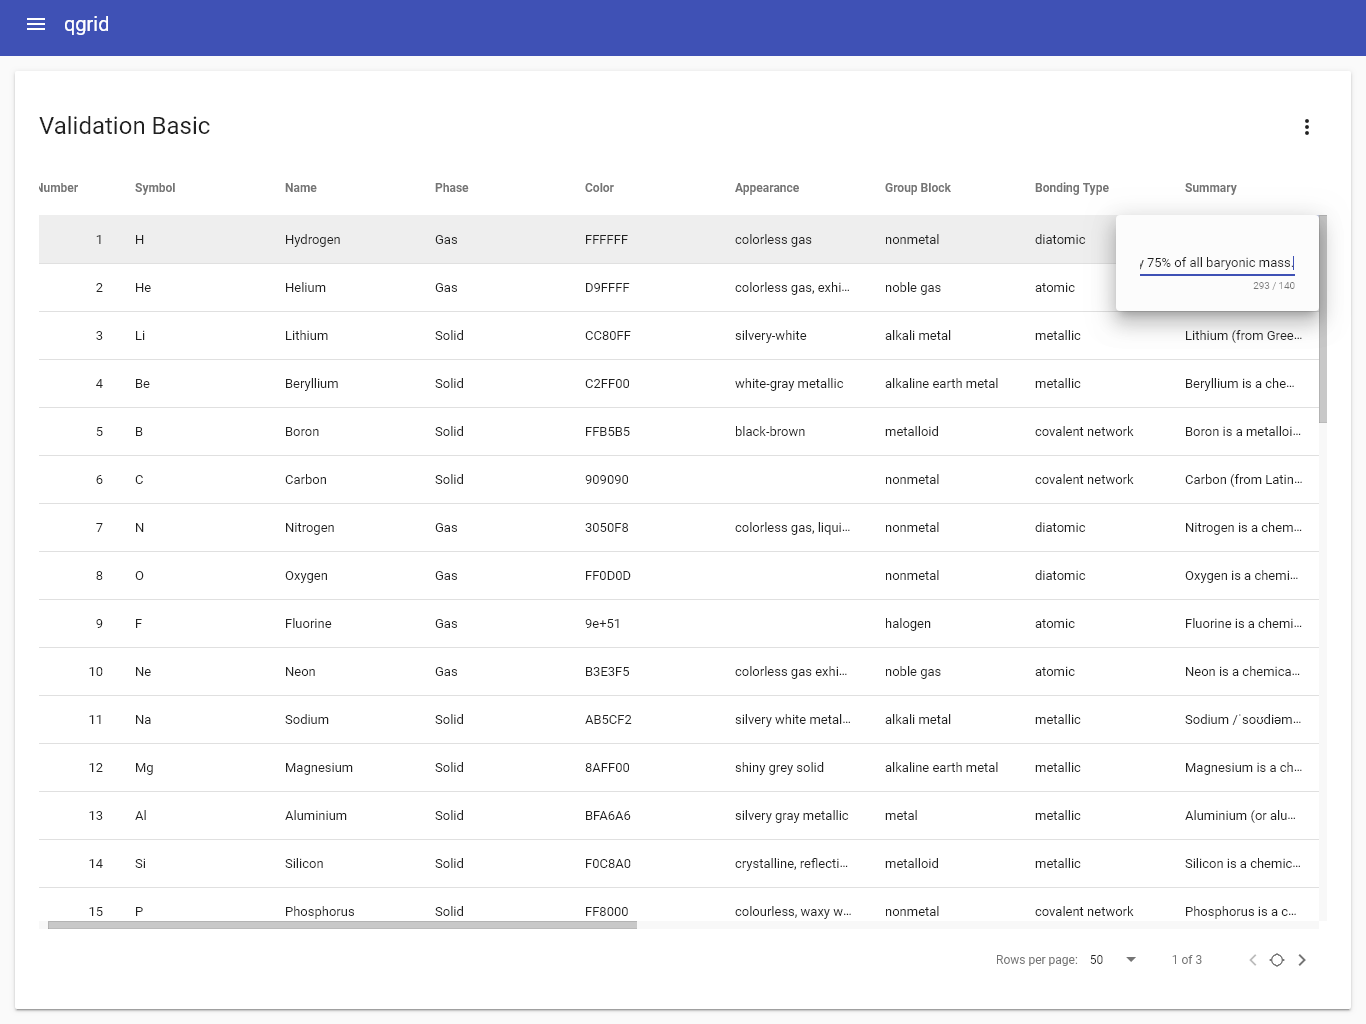 qgrid
Validation Basic
Number Symbol Name Phase Color Appearance Group Block Bonding Type Summary
1 H Hydrogen Gas FFFFFF colorless gas nonmetal diatomic
y 75% of all baryonic mass.
293 / 140
2 He Helium Gas D9FFFF colorless gas, exhi... noble gas atomic
3 Li Lithium Solid CC80FF silvery-white alkali metal metallic Lithium (from Gree...
4 Be Beryllium Solid C2FF00 white-gray metallic alkaline earth metal metallic Beryllium is a che...
5 B Boron Solid FFB5B5 black-brown metalloid covalent network Boron is a metalloi...
6 C Carbon Solid 909090 nonmetal covalent network Carbon (from Latin...
7 N Nitrogen Gas 3050F8 colorless gas, liqui... nonmetal diatomic Nitrogen is a chem...
8 O Oxygen Gas FF0D0D nonmetal diatomic Oxygen is a chemi...
9 F Fluorine Gas 9e+51 halogen atomic Fluorine is a chemi...
10 Ne Neon Gas B3E3F5 colorless gas exhi... noble gas atomic Neon is a chemica...
11 Na Sodium Solid AB5CF2 silvery white metal... alkali metal metallic Sodium /ˈsoʊdiəm...
12 Mg Magnesium Solid 8AFF00 shiny grey solid alkaline earth metal metallic Magnesium is a ch...
13 Al Aluminium Solid BFA6A6 silvery gray metallic metal metallic Aluminium (or alu...
14 Si Silicon Solid F0C8A0 crystalline, reflecti... metalloid metallic Silicon is a chemic...
15 P Phosphorus Solid FF8000 colourless, waxy w... nonmetal covalent network Phosphorus is a c...
Rows per page: 50 1 of 3